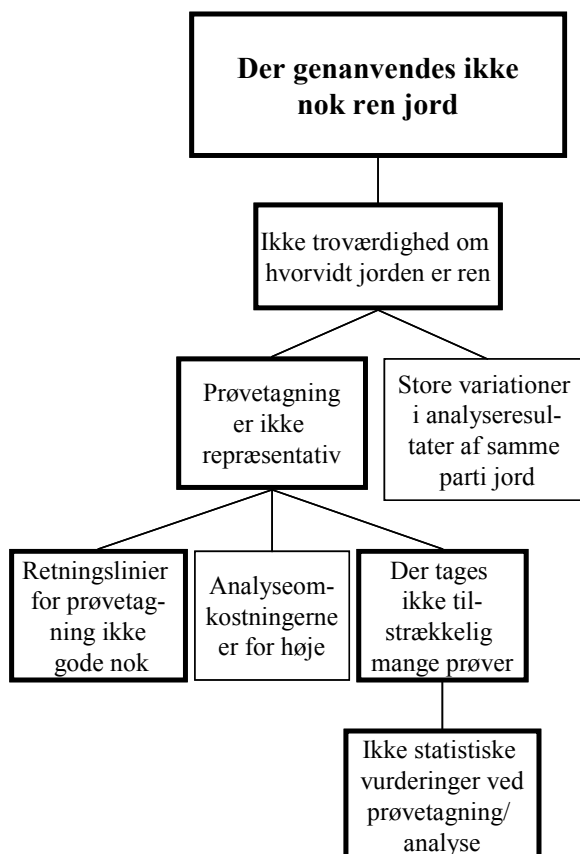 Der genanvendes ikke
nok ren jord
Ikke troværdighed om
hvorvidt jorden er ren
Prøvetagning
er ikke
repræsentativ
Store variationer
i analyseresul-
tater af samme
parti jord
Retningslinier
for prøvetag-
ning ikke
gode nok
Analyseom-
kostningerne
er for høje
Der tages
ikke til-
strækkelig
mange prøver
Ikke statistiske
vurderinger ved
prøvetagning/
analyse